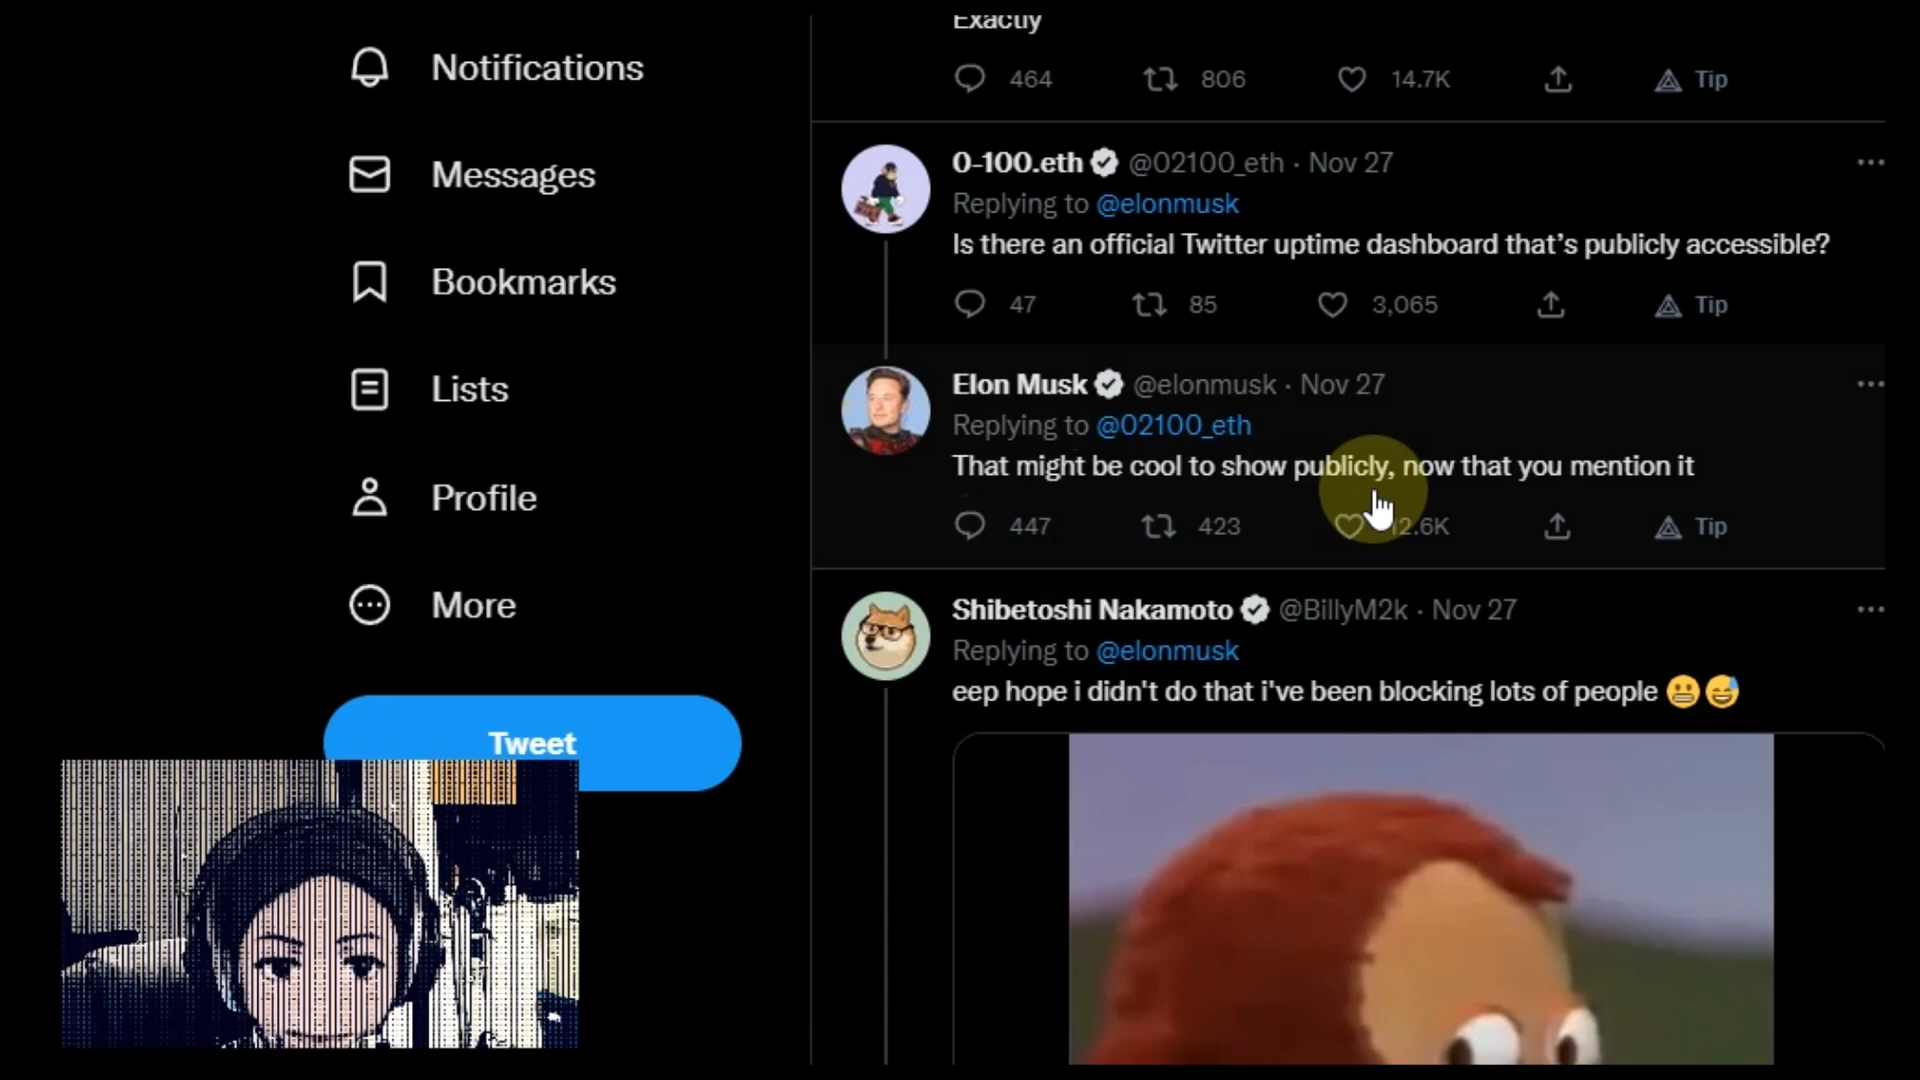 Exactly
464 806 14.7K Tip
Notifications
Messages
Bookmarks
Lists
Profile
More
Tweet
0-100.eth @02100_eth · Nov 27
Replying to @elonmusk
Is there an official Twitter uptime dashboard that’s publicly accessible?
47 85 3,065 Tip
Elon Musk @elonmusk · Nov 27
Replying to @02100_eth
That might be cool to show publicly, now that you mention it
447 423 12.6K Tip
Shibetoshi Nakamoto @BillyM2k · Nov 27
Replying to @elonmusk
eep hope i didn't do that i've been blocking lots of people 😬😅